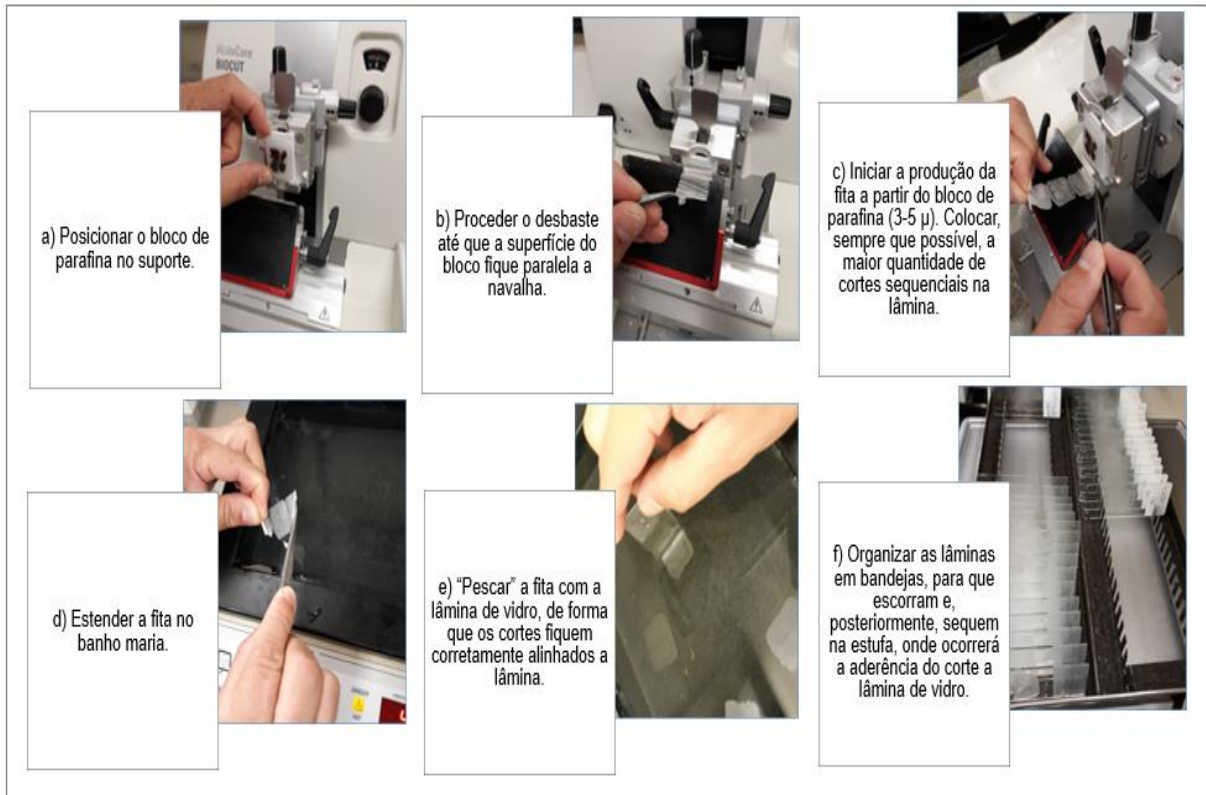 HistoCore
BIOCUT
a) Posicionar o bloco de
parafina no suporte.
b) Proceder o desbaste
até que a superfície do
bloco fique paralela a
navalha.
c) Iniciar a produção da
fita a partir do bloco de
parafina (3-5 µ). Colocar,
sempre que possível, a
maior quantidade de
cortes sequenciais na
lâmina.
d) Estender a fita no
banho maria.
e) “Pescar” a fita com a
lâmina de vidro, de forma
que os cortes fiquem
corretamente alinhados a
lâmina.
f) Organizar as lâminas
em bandejas, para que
escorram e,
posteriormente, sequem
na estufa, onde ocorrerá
a aderência do corte a
lâmina de vidro.